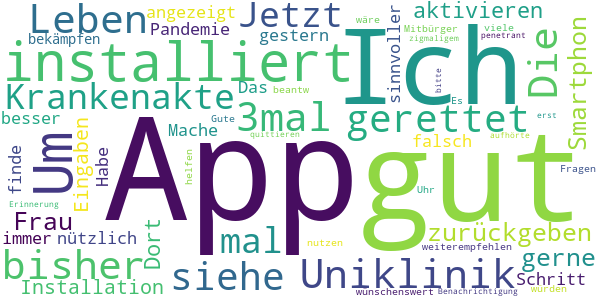 Leben
angezeigt
Jetzt
wäre
viele
aktivieren
bekämpfen
Pandemie
gestern
sinnvoller
Mitbürger
penetrant
zigmaligem
Die
Smartphon
installiert
Ich
Das
beantw
bitte
Es
Krankenakte
3mal
gerettet
besser
Um
Eingaben
Habe
Mache
Gute
quittieren
falsch
aufhürte
erst
finde
App
gut
helfen
Fragen
Uhr
Erinnerung
Frau
mal
zurückgeben
immer
nützlich
Dort
nutzen
weiterempfehlen
bisher
siehe
Uniklinik
gerne
Schritt
Installation
wünschenswert
Benachrichtigung
würden